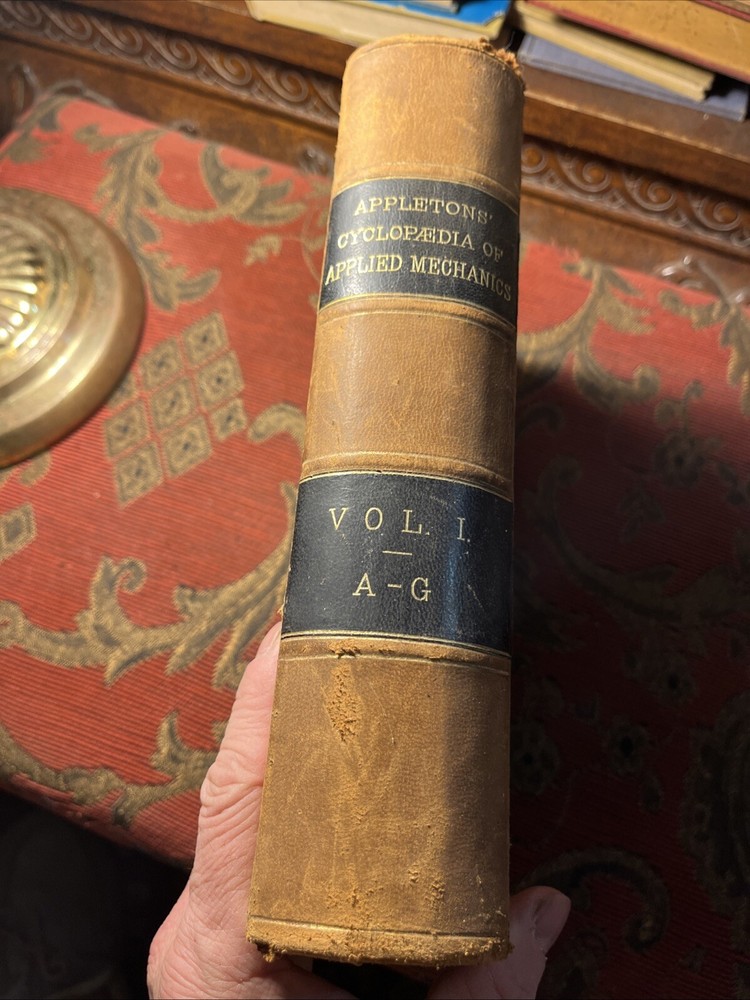 APPLETONS'
CYCLOPÆDIA OF
APPLIED MECHANICS
VOL. I.
A-G